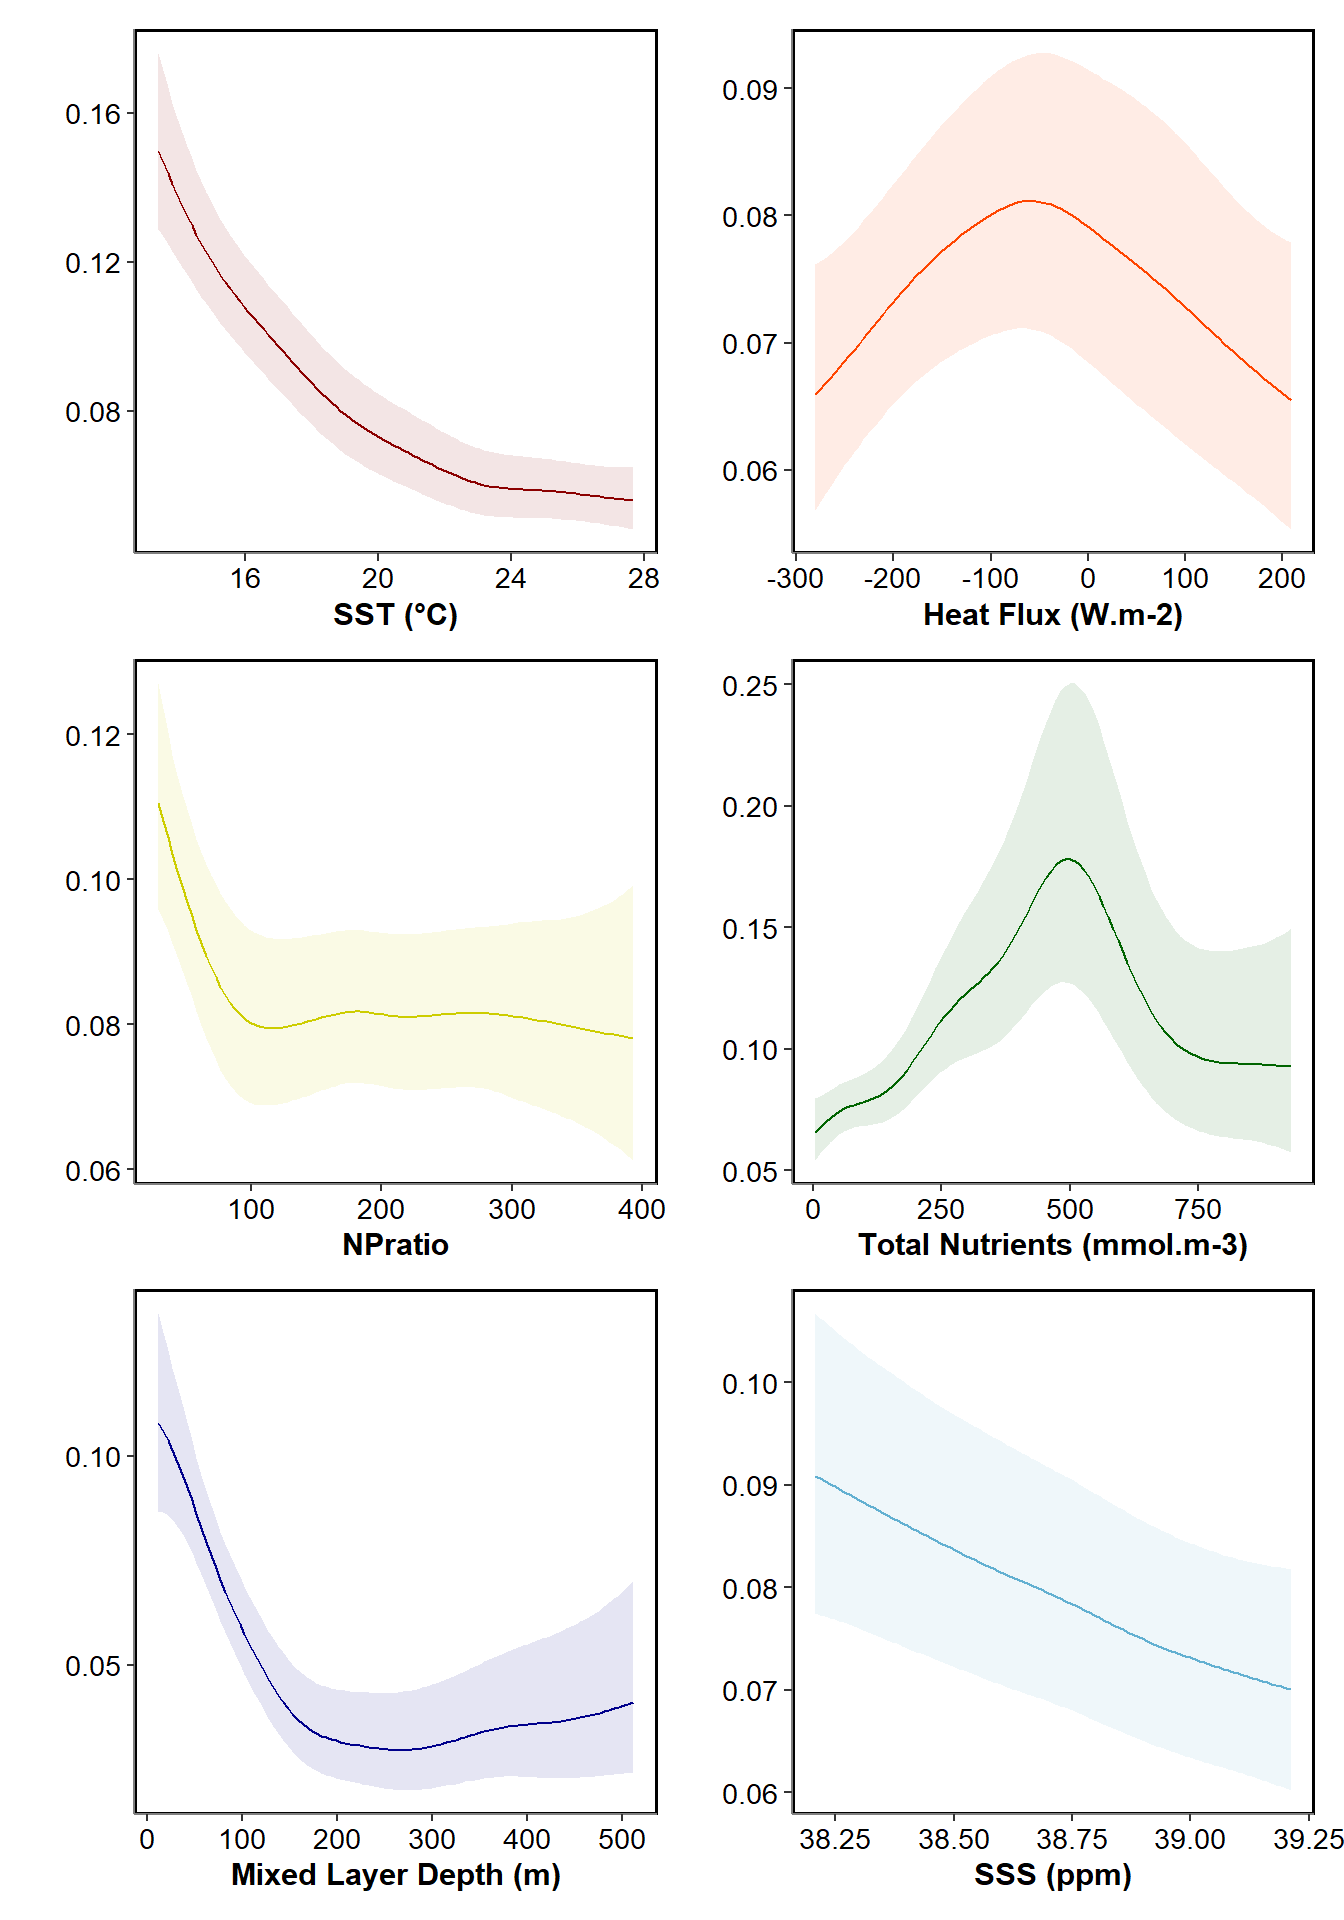 0.16
0.12
0.08
16 20 24 28
SST (°C)
0.09
0.08
0.07
0.06
-300 -200 -100 0 100 200
Heat Flux (W.m-2)
0.12
0.10
0.08
0.06
100 200 300 400
NPratio
0.25
0.20
0.15
0.10
0.05
0 250 500 750
Total Nutrients (mmol.m-3)
0.10
0.05
0 100 200 300 400 500
Mixed Layer Depth (m)
0.10
0.09
0.08
0.07
0.06
38.25 38.50 38.75 39.00 39.25
SSS (ppm)